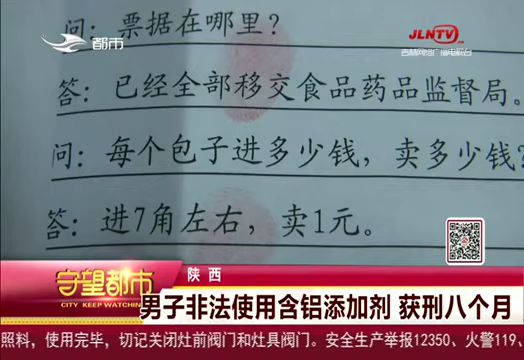 问：票据在哪里？
都市
JLNTV
吉林网络广播电视台
答：已经全部移交食品药品监督局。
问：每个包子进多少钱，卖多少钱？
答：进7角左右，卖1元。
陕西
守望都市
CITY KEEP WATCHING
男子非法使用含铝添加剂 获刑八个月
照料，使用完毕，切记关闭灶前阀门和灶具阀门。安全生产举报12350、火警119、